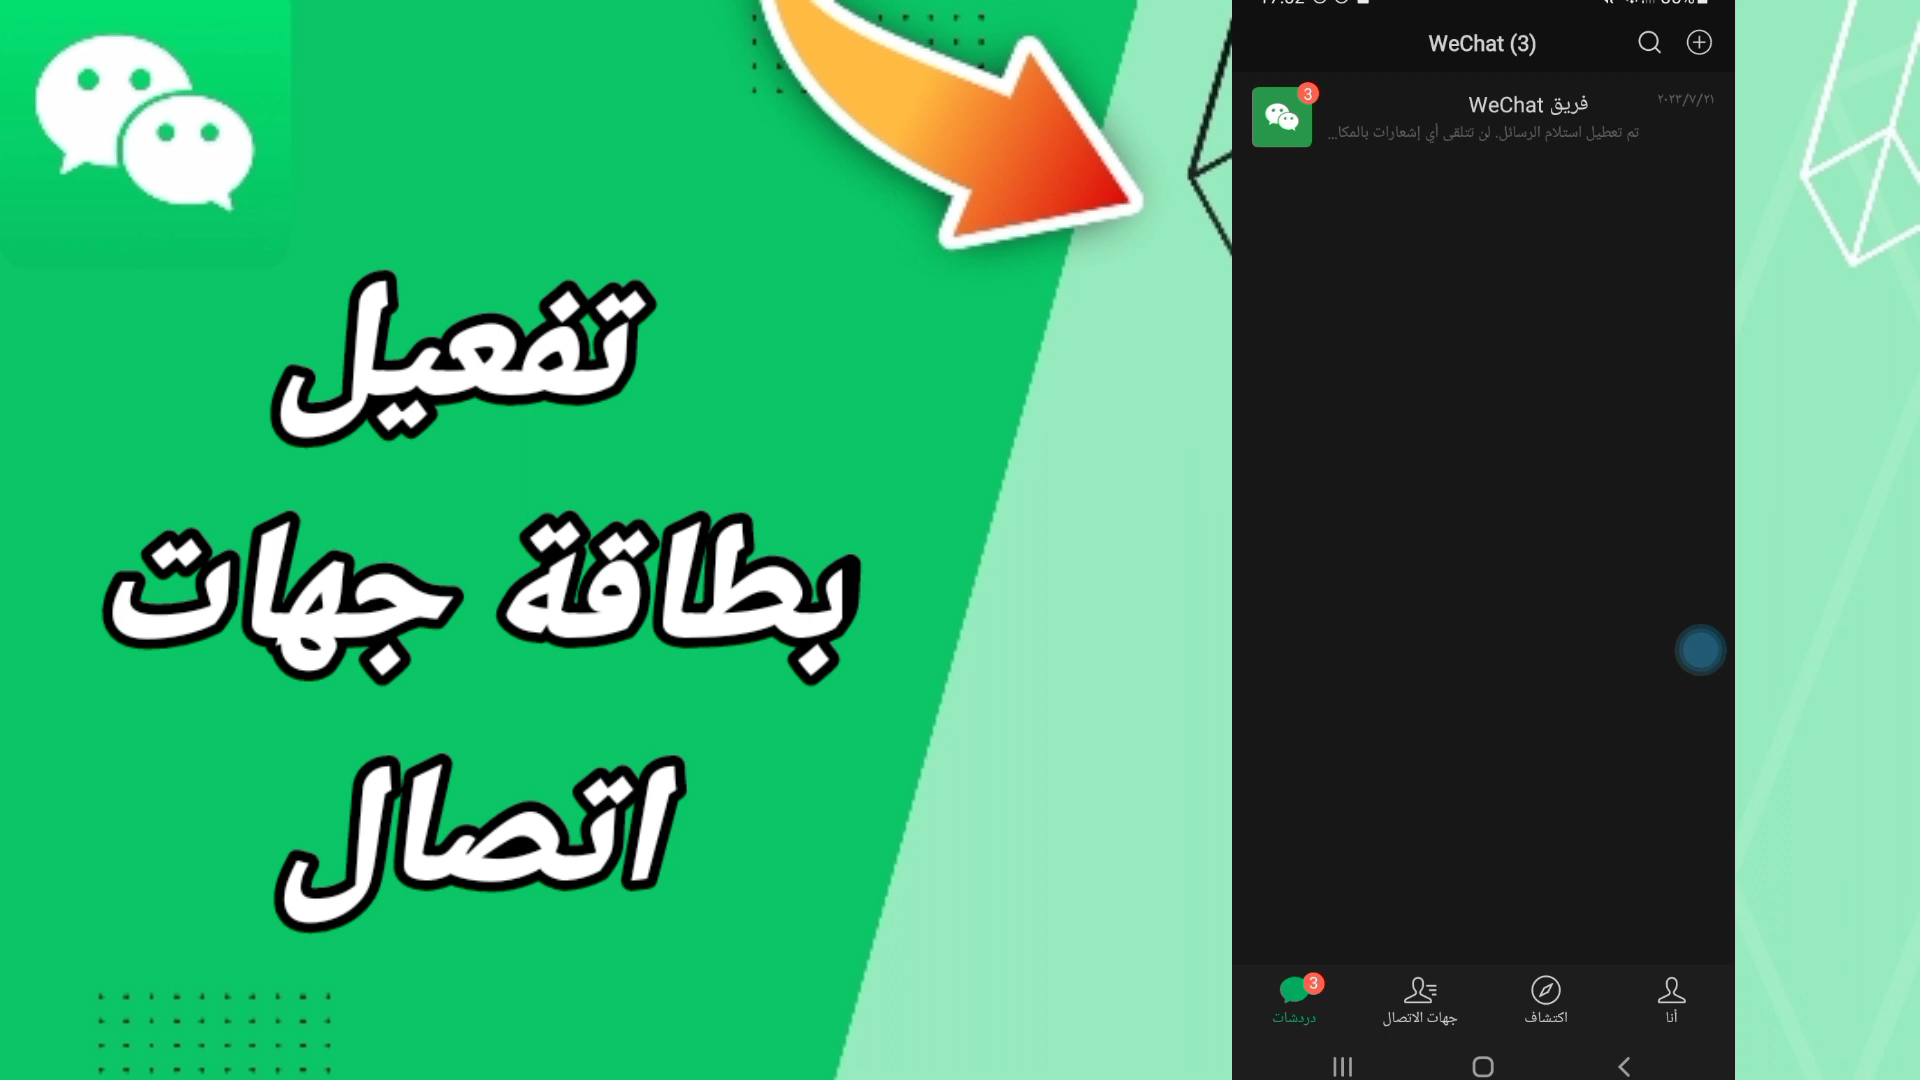 تفعيل
بطاقة جهات
اتصال
WeChat (3)
3
فريق WeChat
٢٠٢٣/٧/٢١
تم تعطيل استلام الرسائل. لن تتلقى أي إشعارات بالمكا...
3
دردشات
جهات الاتصال
اكتشاف
أنا